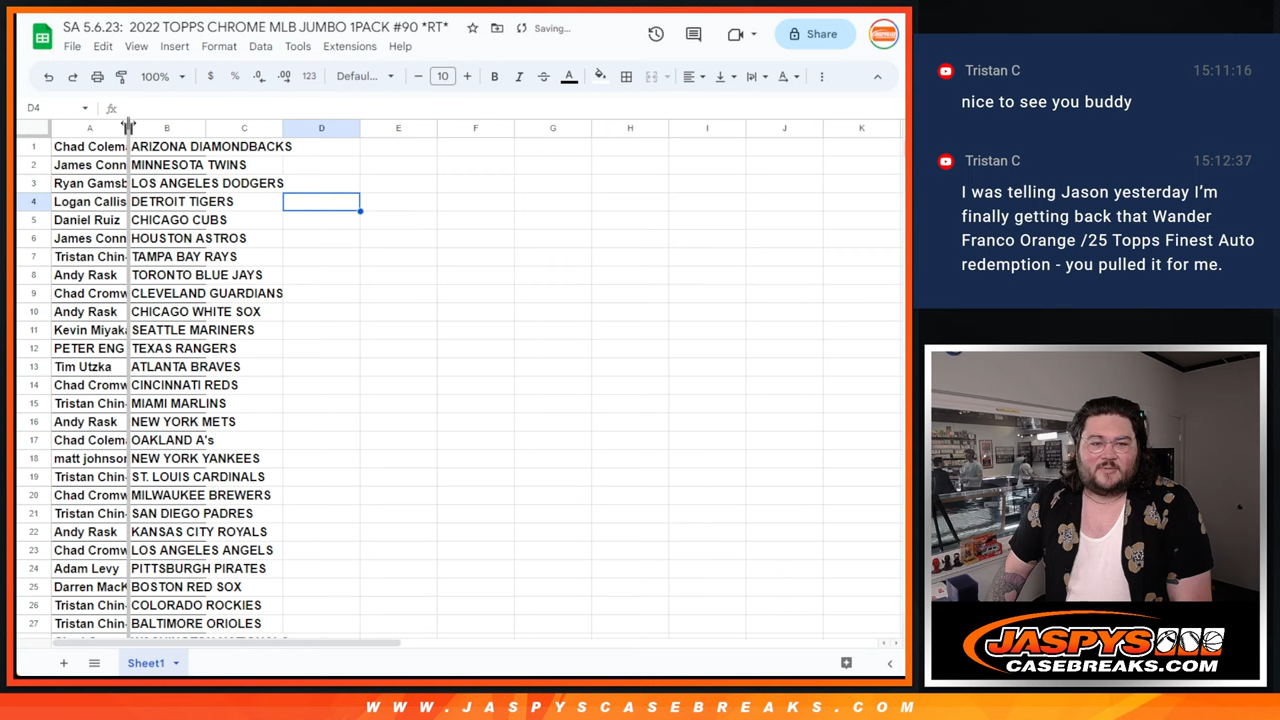 SA 5.6.23: 2022 TOPPS CHROME MLB JUMBO 1PACK #90 *RT*
Saving...
Share
File Edit View Insert Format Data Tools Extensions Help
100% $ % .0 .00 123 Defaul... 10 B I A
D4 fx
A B C D E F G H I J K
1 Chad Colema ARIZONA DIAMONDBACKS
2 James Conn MINNESOTA TWINS
3 Ryan Gamsb LOS ANGELES DODGERS
4 Logan Callis DETROIT TIGERS
5 Daniel Ruiz CHICAGO CUBS
6 James Conn HOUSTON ASTROS
7 Tristan Chin- TAMPA BAY RAYS
8 Andy Rask TORONTO BLUE JAYS
9 Chad Cromw CLEVELAND GUARDIANS
10 Andy Rask CHICAGO WHITE SOX
11 Kevin Miyaka SEATTLE MARINERS
12 PETER ENG TEXAS RANGERS
13 Tim Utzka ATLANTA BRAVES
14 Chad Cromw CINCINNATI REDS
15 Tristan Chin- MIAMI MARLINS
16 Andy Rask NEW YORK METS
17 Chad Colema OAKLAND A's
18 matt johnson NEW YORK YANKEES
19 Tristan Chin- ST. LOUIS CARDINALS
20 Chad Cromw MILWAUKEE BREWERS
21 Tristan Chin- SAN DIEGO PADRES
22 Andy Rask KANSAS CITY ROYALS
23 Chad Cromw LOS ANGELES ANGELS
24 Adam Levy PITTSBURGH PIRATES
25 Darren MacK BOSTON RED SOX
26 Tristan Chin- COLORADO ROCKIES
27 Tristan Chin- BALTIMORE ORIOLES
Sheet1
Tristan C 15:11:16
nice to see you buddy
Tristan C 15:12:37
I was telling Jason yesterday I'm
finally getting back that Wander
Franco Orange /25 Topps Finest Auto
redemption - you pulled it for me.
JASPYS
CASEBREAKS.COM
WWW.JASPYSCASEBREAKS.COM